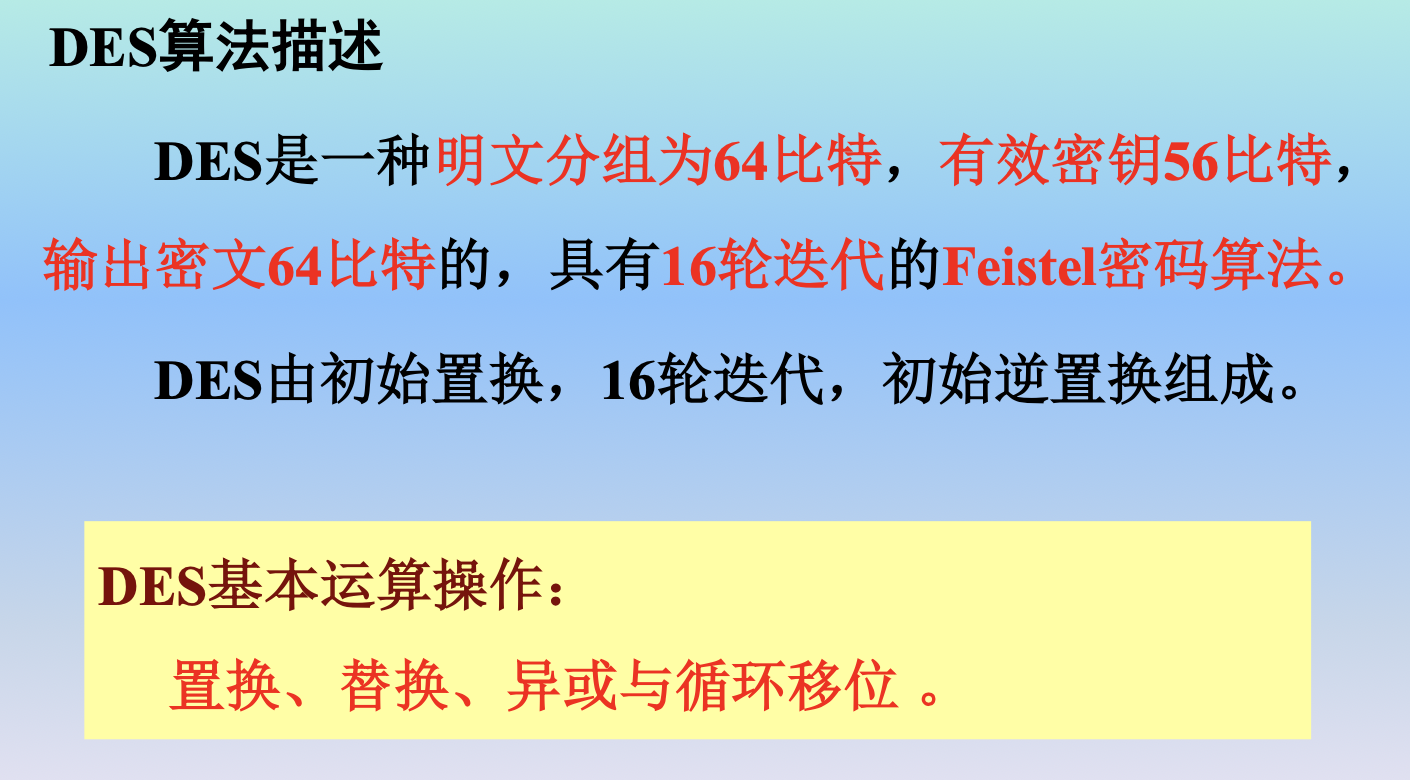 DES算法描述
DES是一种明文分组为64比特，有效密钥56比特，
输出密文64比特的，具有16轮迭代的Feistel密码算法。
DES由初始置换，16轮迭代，初始逆置换组成。
DES基本运算操作：
置换、替换、异或与循环移位 。